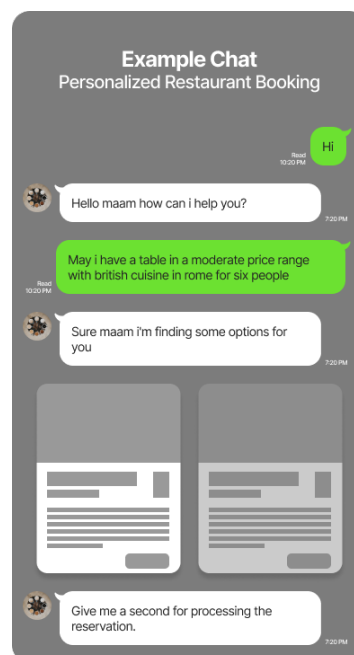 Example Chat
Personalized Restaurant Booking
Hi
Read
10:20 PM
Hello maam how can i help you?
7:20 PM
May i have a table in a moderate price range
with british cuisine in rome for six people
Read
10:20 PM
Sure maam i'm finding some options for
you
7:20 PM
Give me a second for processing the
reservation.
7:20 PM